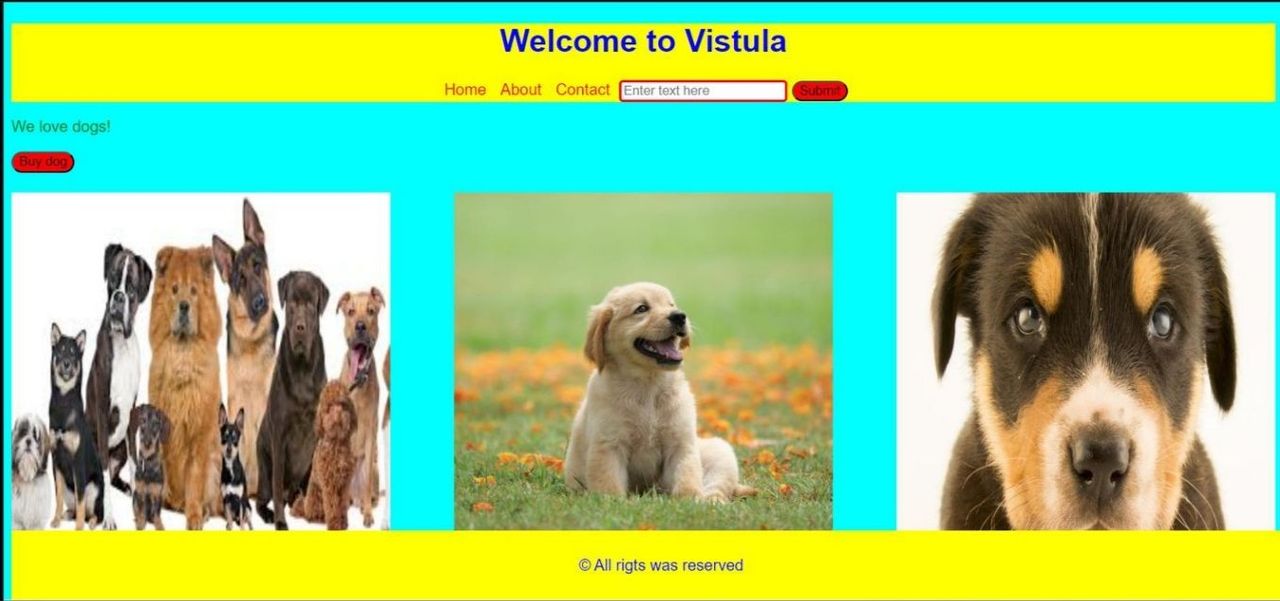 Welcome to Vistula
Home About Contact Enter text here Submit
We love dogs!
Buy dog
© All rigts was reserved